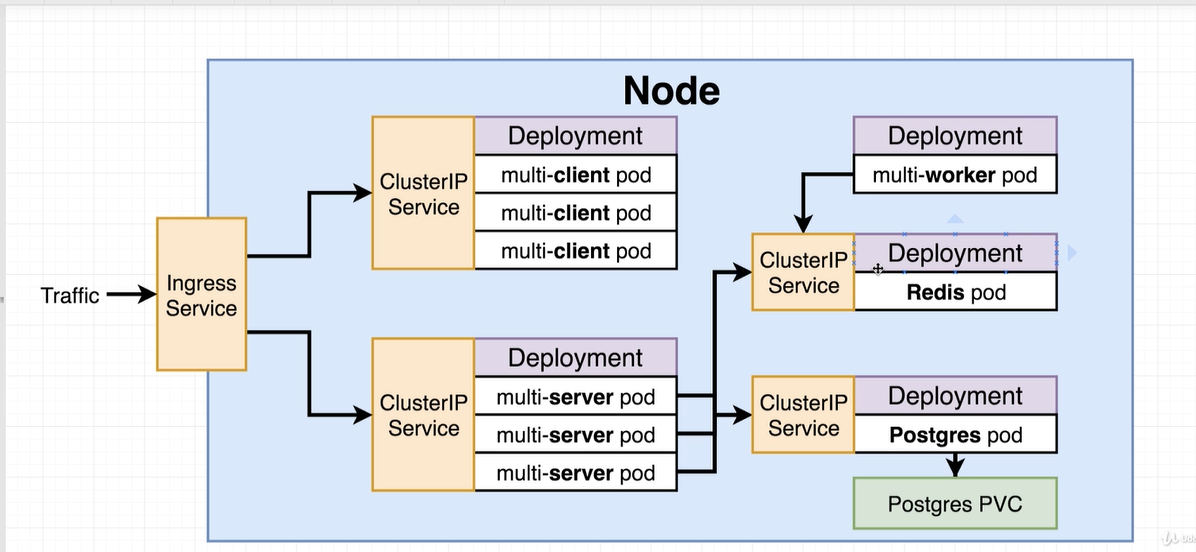 Node
Traffic
Ingress
Service
ClusterIP
Service
Deployment
multi-client pod
multi-client pod
multi-client pod
ClusterIP
Service
Deployment
multi-server pod
multi-server pod
multi-server pod
Deployment
multi-worker pod
ClusterIP
Service
Deployment
Redis pod
ClusterIP
Service
Deployment
Postgres pod
Postgres PVC